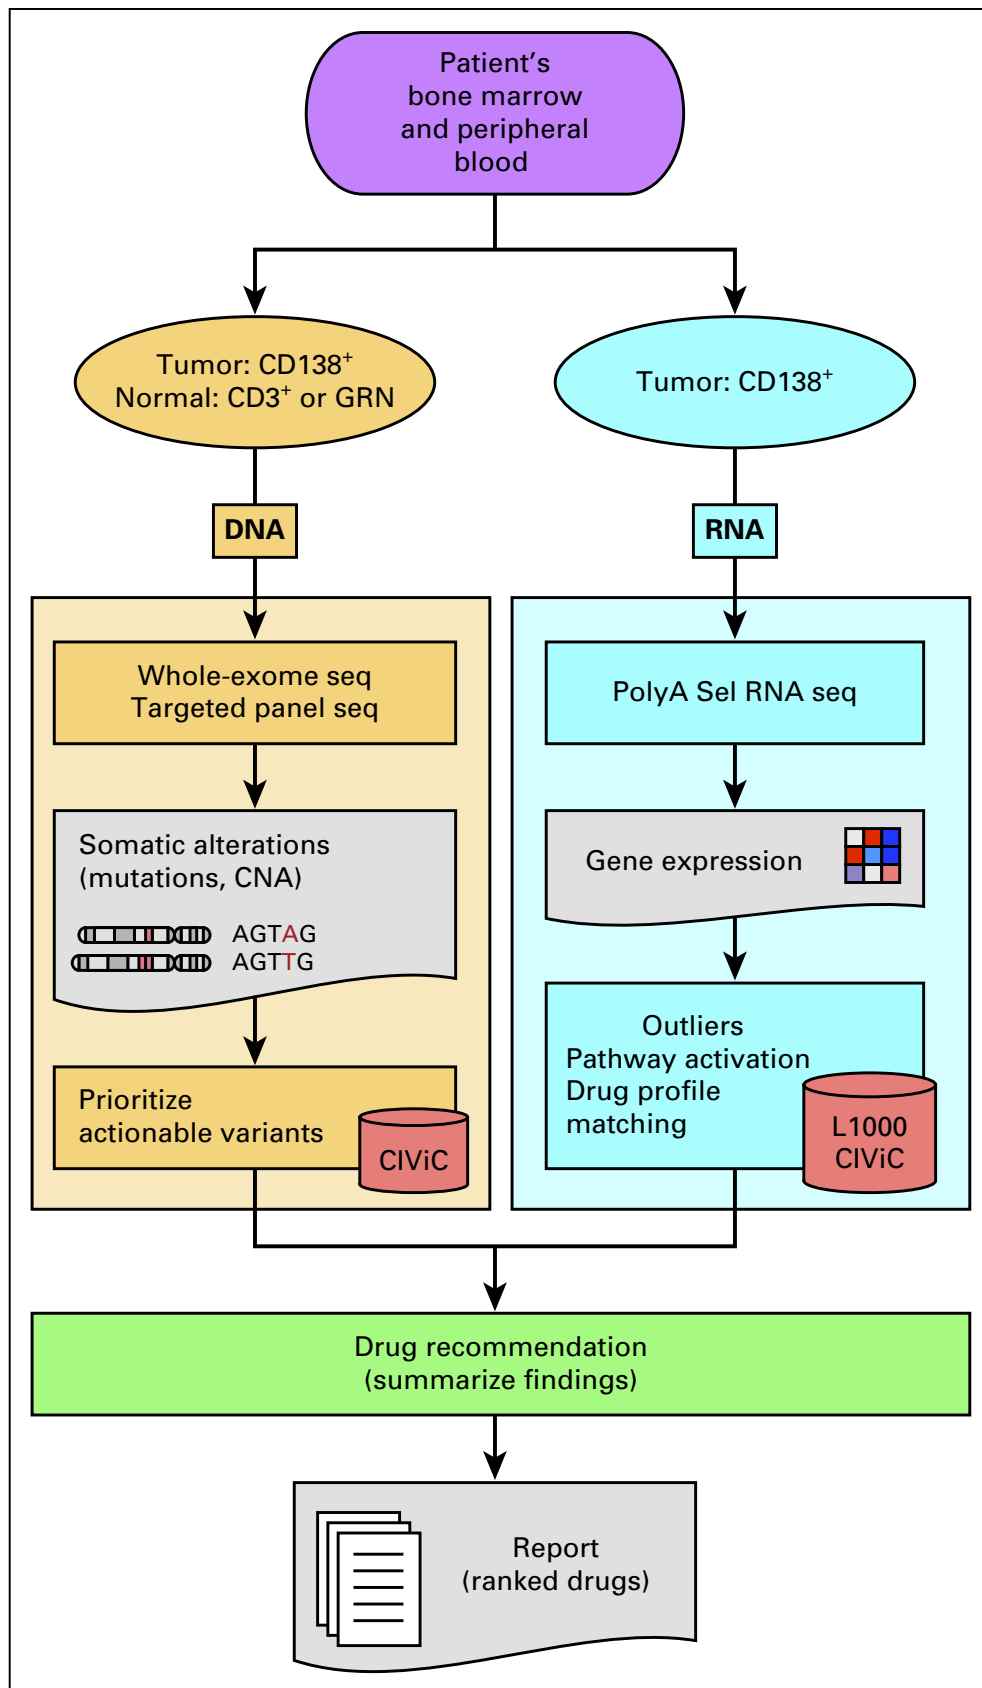 Patient's
bone marrow
and peripheral
blood
Tumor: CD138⁺
Normal: CD3⁺ or GRN
Tumor: CD138⁺
DNA
RNA
Whole-exome seq
Targeted panel seq
PolyA Sel RNA seq
Somatic alterations
(mutations, CNA)
AGTAG
AGTTG
Gene expression
Prioritize
actionable variants
CIViC
Outliers
Pathway activation
Drug profile
matching
L1000
CIViC
Drug recommendation
(summarize findings)
Report
(ranked drugs)